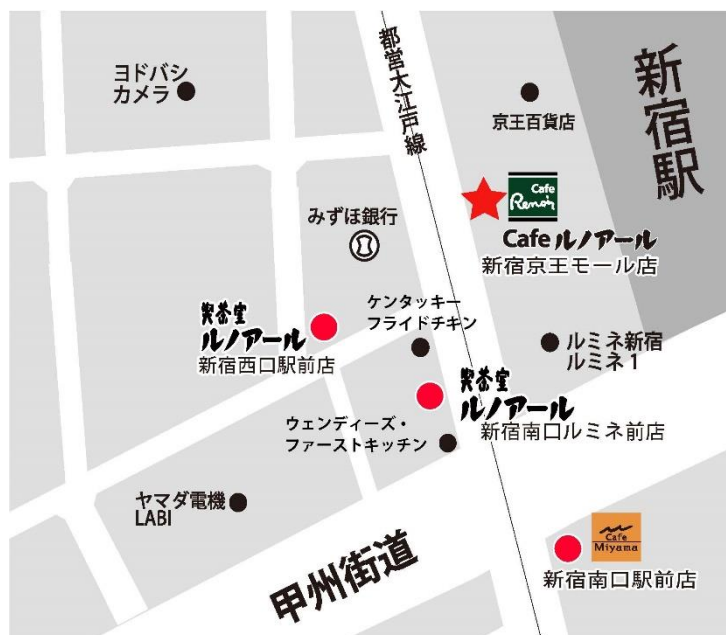 ヨドバシ
カメラ
都営大江戸線
京王百貨店
新宿駅
みずほ銀行
Cafe
Renoir
Cafe ルノアール
新宿京王モール店
喫茶室
ルノアール
新宿西口駅前店
ケンタッキー
フライドチキン
ルミネ新宿
ルミネ1
喫茶室
ルノアール
新宿南口ルミネ前店
ウェンディーズ・
ファーストキッチン
ヤマダ電機
LABI
甲州街道
Cafe
Miyama
新宿南口駅前店